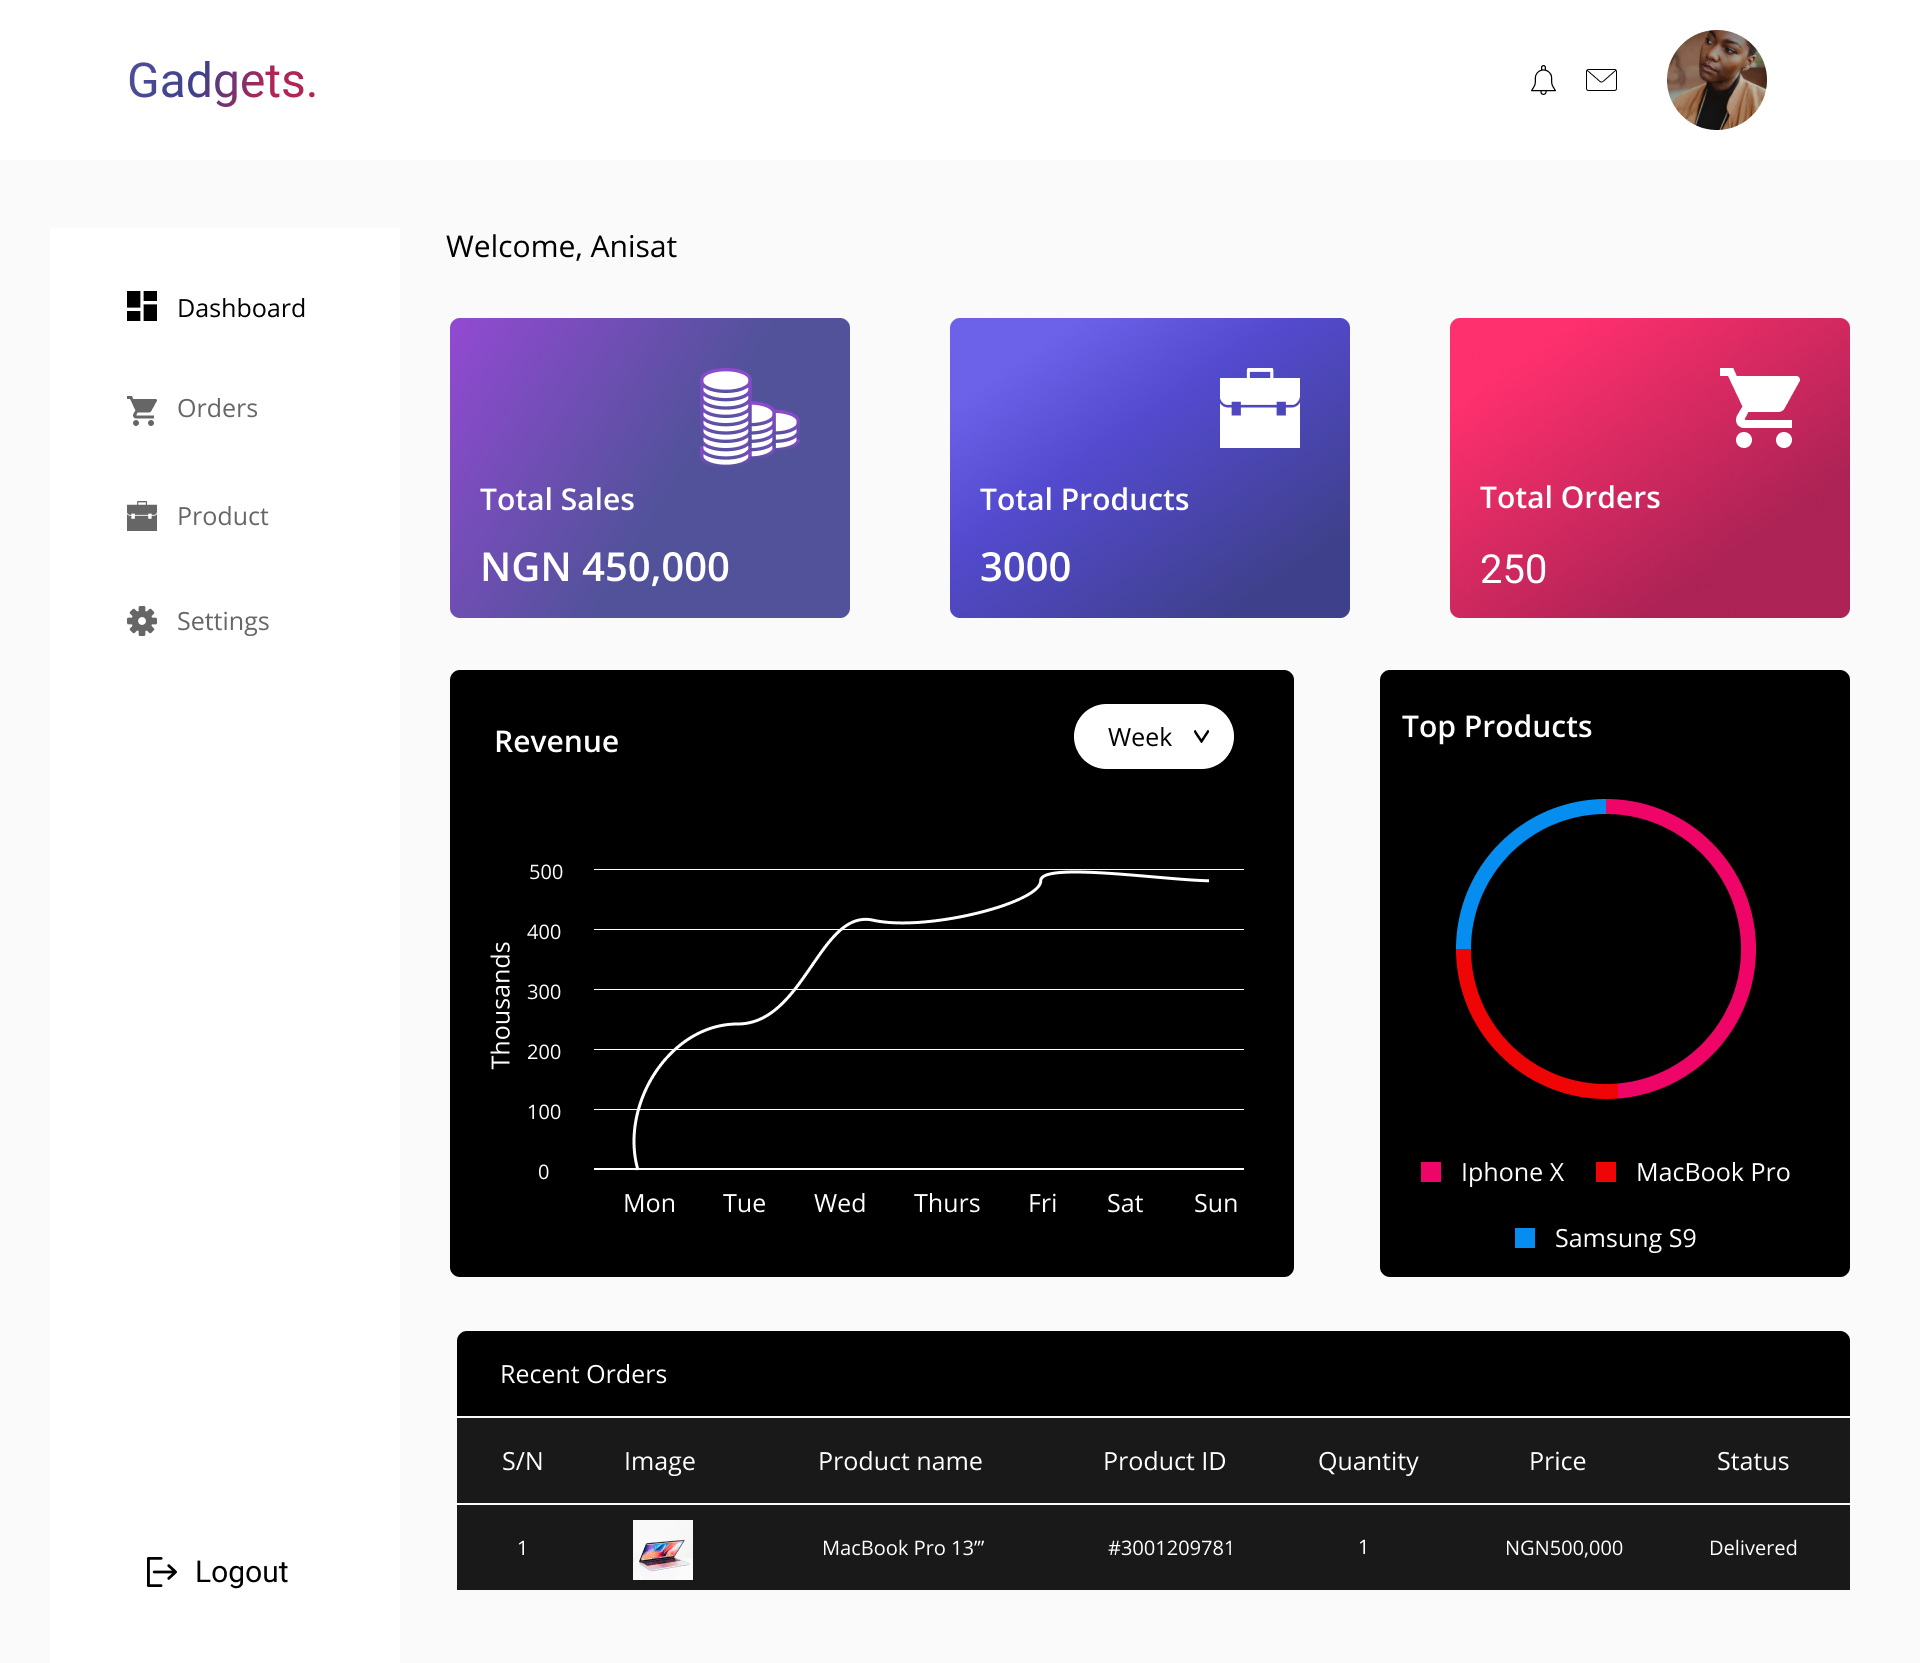 Gadgets.
Welcome, Anisat
Dashboard
Orders
Product
Settings
Logout
Total Sales
NGN 450,000
Total Products
3000
Total Orders
250
Revenue
Week
Thousands
500
400
300
200
100
0
Mon Tue Wed Thurs Fri Sat Sun
Top Products
Iphone X MacBook Pro
Samsung S9
Recent Orders
S/N Image Product name Product ID Quantity Price Status
1 MacBook Pro 13’” #3001209781 1 NGN500,000 Delivered